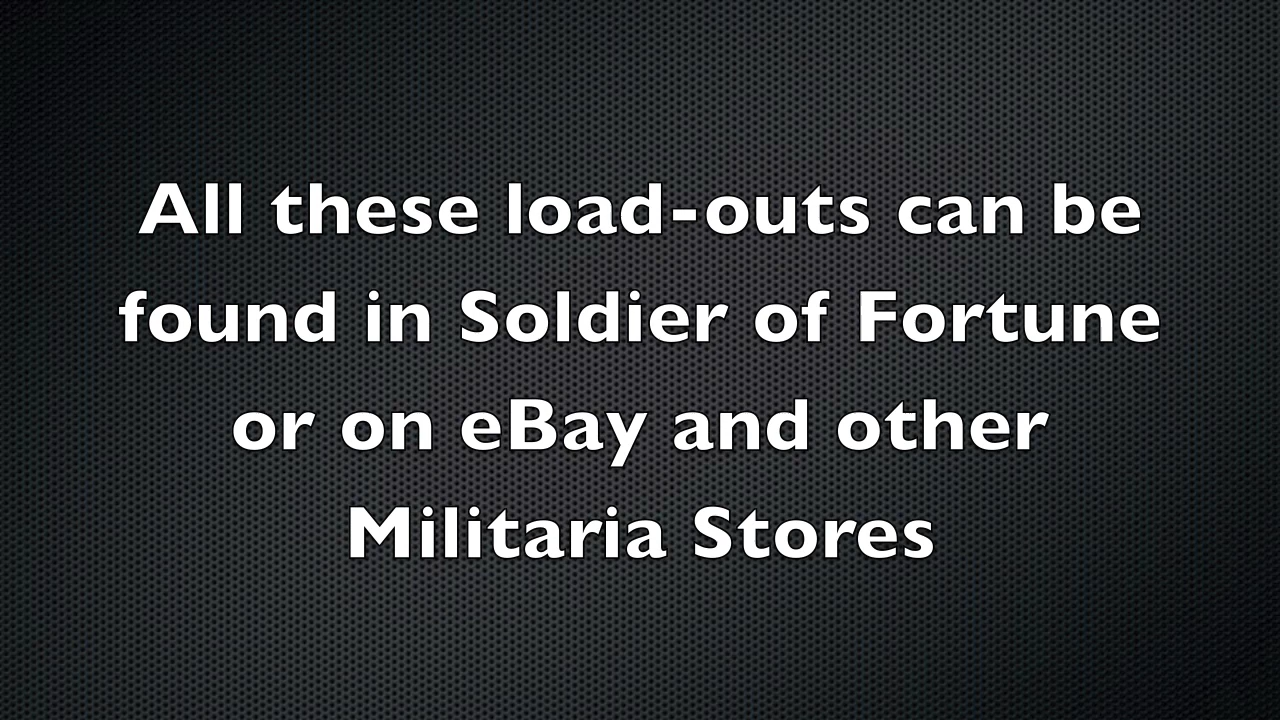 All these load-outs can be
found in Soldier of Fortune
or on eBay and other
Militaria Stores